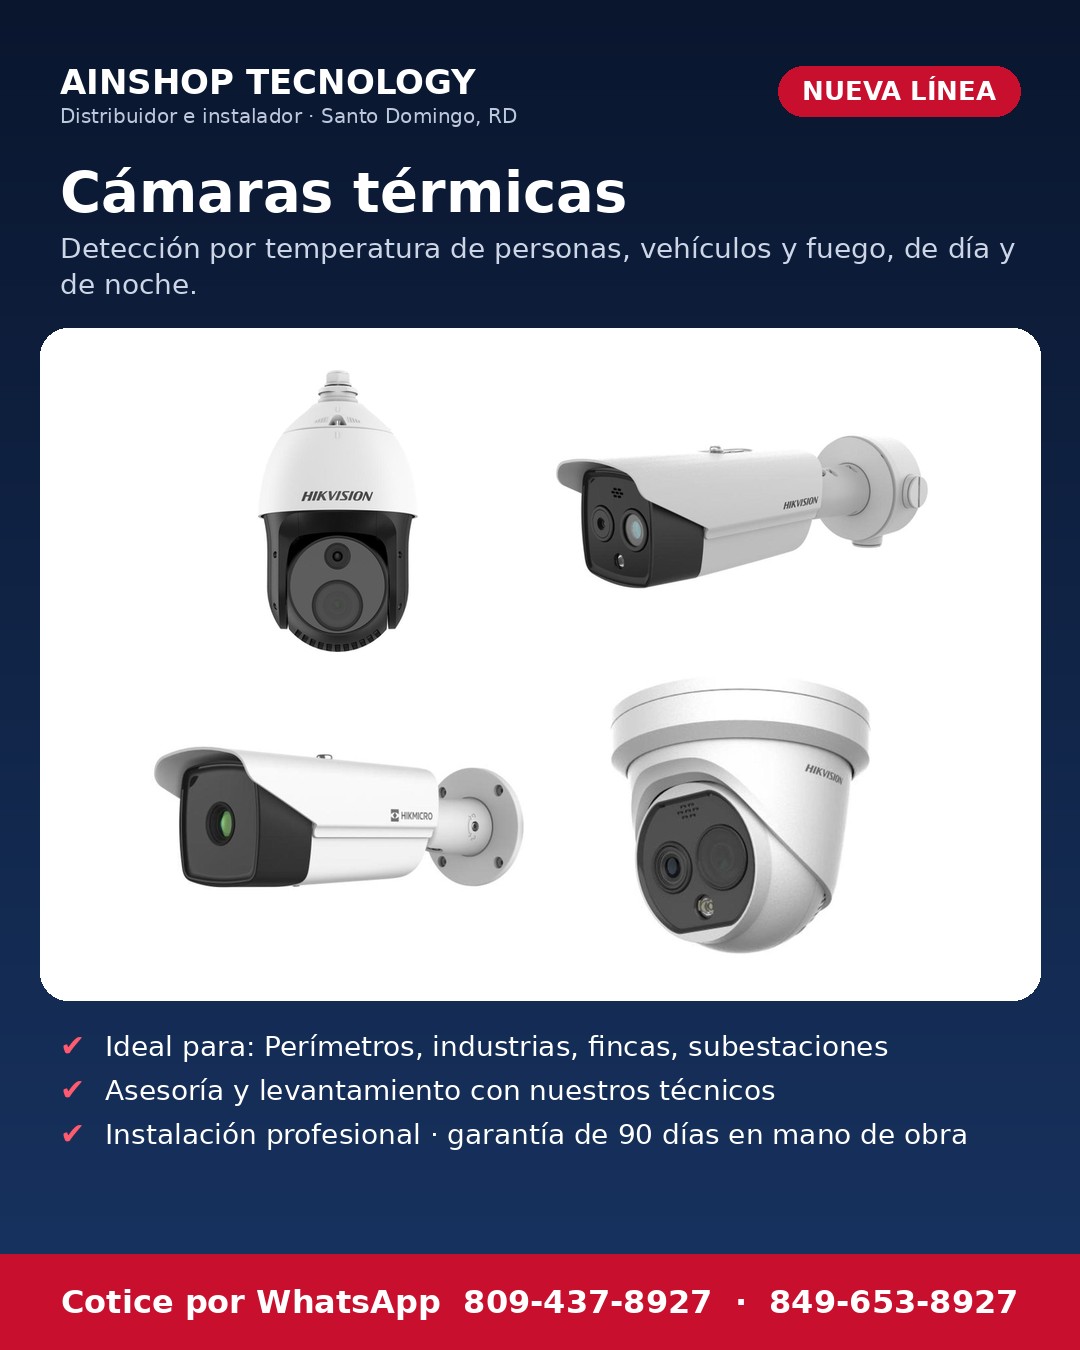 AINSHOP TECNOLOGY
NUEVA LÍNEA
Distribuidor e instalador · Santo Domingo, RD
Cámaras térmicas
Detección por temperatura de personas, vehículos y fuego, de día y
de noche.
HIKVISION
HIKVISION
HIKMICRO
HIKVISION
✔ Ideal para: Perímetros, industrias, fincas, subestaciones
✔ Asesoría y levantamiento con nuestros técnicos
✔ Instalación profesional · garantía de 90 días en mano de obra
Cotice por WhatsApp 809-437-8927 · 849-653-8927